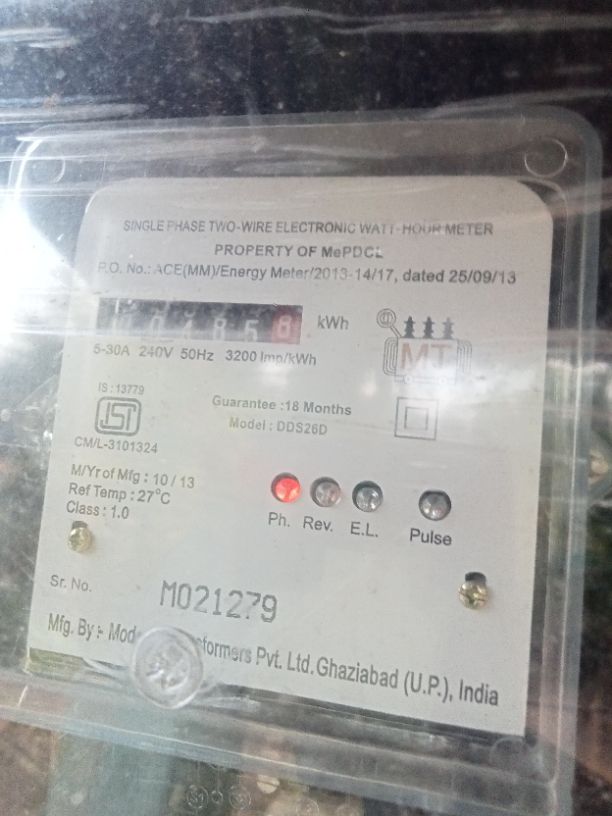 SINGLE PHASE TWO-WIRE ELECTRONIC WATT-HOUR METER
PROPERTY OF MePDCL
P.O. No.: ACE(MM)/Energy Meter/2013-14/17, dated 25/09/13
kWh
5-30A 240V 50Hz 3200 Imp/kWh
MT
IS : 13779
ISI
CM/L-3101324
Guarantee :18 Months
Model : DDS26D
M/Yr of Mfg : 10 / 13
Ref Temp : 27°C
Class : 1.0
Ph. Rev. E.L. Pulse
Sr. No. M021279
Mfg. By :- Pvt. Ltd. Ghaziabad (U.P.), India